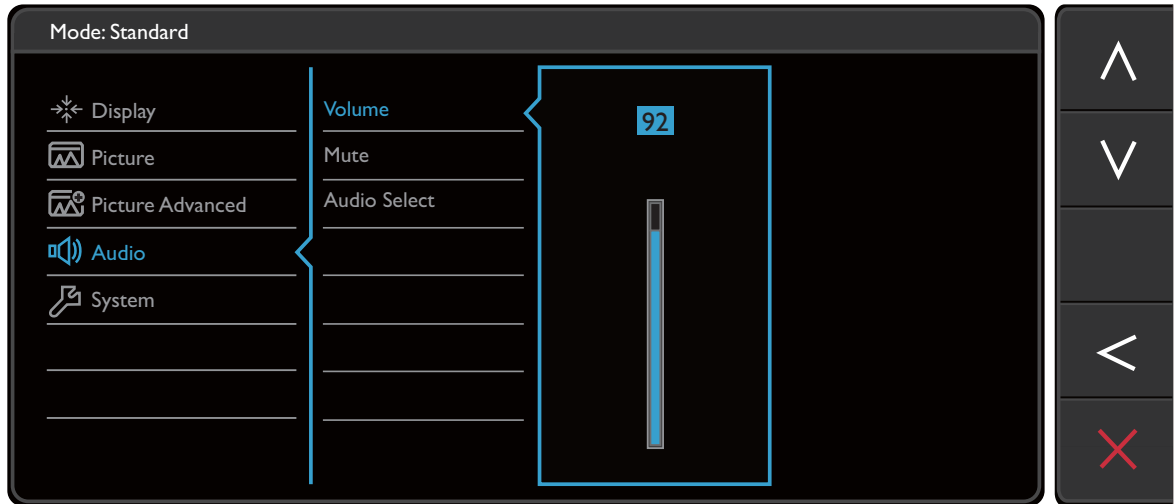 Mode: Standard
Display
Picture
Picture Advanced
Audio
System
Volume
Mute
Audio Select
92